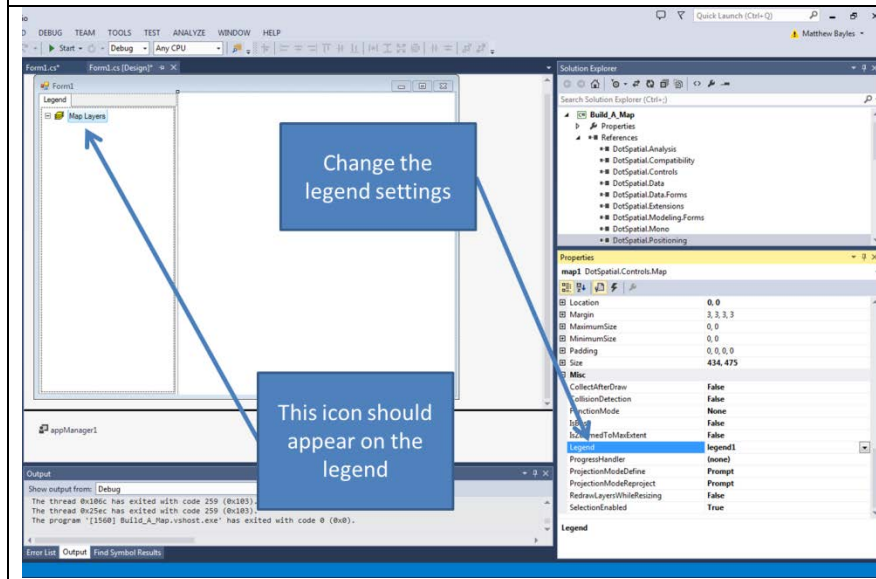 Quick Launch (Ctrl+Q)
DEBUG TEAM TOOLS TEST ANALYZE WINDOW HELP
Matthew Bayles
Start Debug Any CPU
Form1.cs* Form1.cs [Design]*
Form1
Legend
Map Layers
Change the
legend settings
This icon should
appear on the
legend
appManager1
Output
Show output from: Debug
The thread 0x106c has exited with code 259 (0x103).
The thread 0x25ec has exited with code 259 (0x103).
The program '[1560] Build_A_Map.vshost.exe' has exited with code 0 (0x0).
Error List Output Find Symbol Results
Solution Explorer
Search Solution Explorer (Ctrl+;)
Build_A_Map
Properties
References
DotSpatial.Analysis
DotSpatial.Compatibility
DotSpatial.Controls
DotSpatial.Data
DotSpatial.Data.Forms
DotSpatial.Extensions
DotSpatial.Modeling.Forms
DotSpatial.Mono
DotSpatial.Positioning
Properties
map1 DotSpatial.Controls.Map
Location 0, 0
Margin 3, 3, 3, 3
MaximumSize 0, 0
MinimumSize 0, 0
Padding 0, 0, 0, 0
Size 434, 475
Misc
CollectAfterDraw False
CollisionDetection False
FunctionMode None
False
IsZoomedToMaxExtent False
Legend legend1
ProgressHandler (none)
ProjectionModeDefine Prompt
ProjectionModeReproject Prompt
RedrawLayersWhileResizing False
SelectionEnabled True
Legend